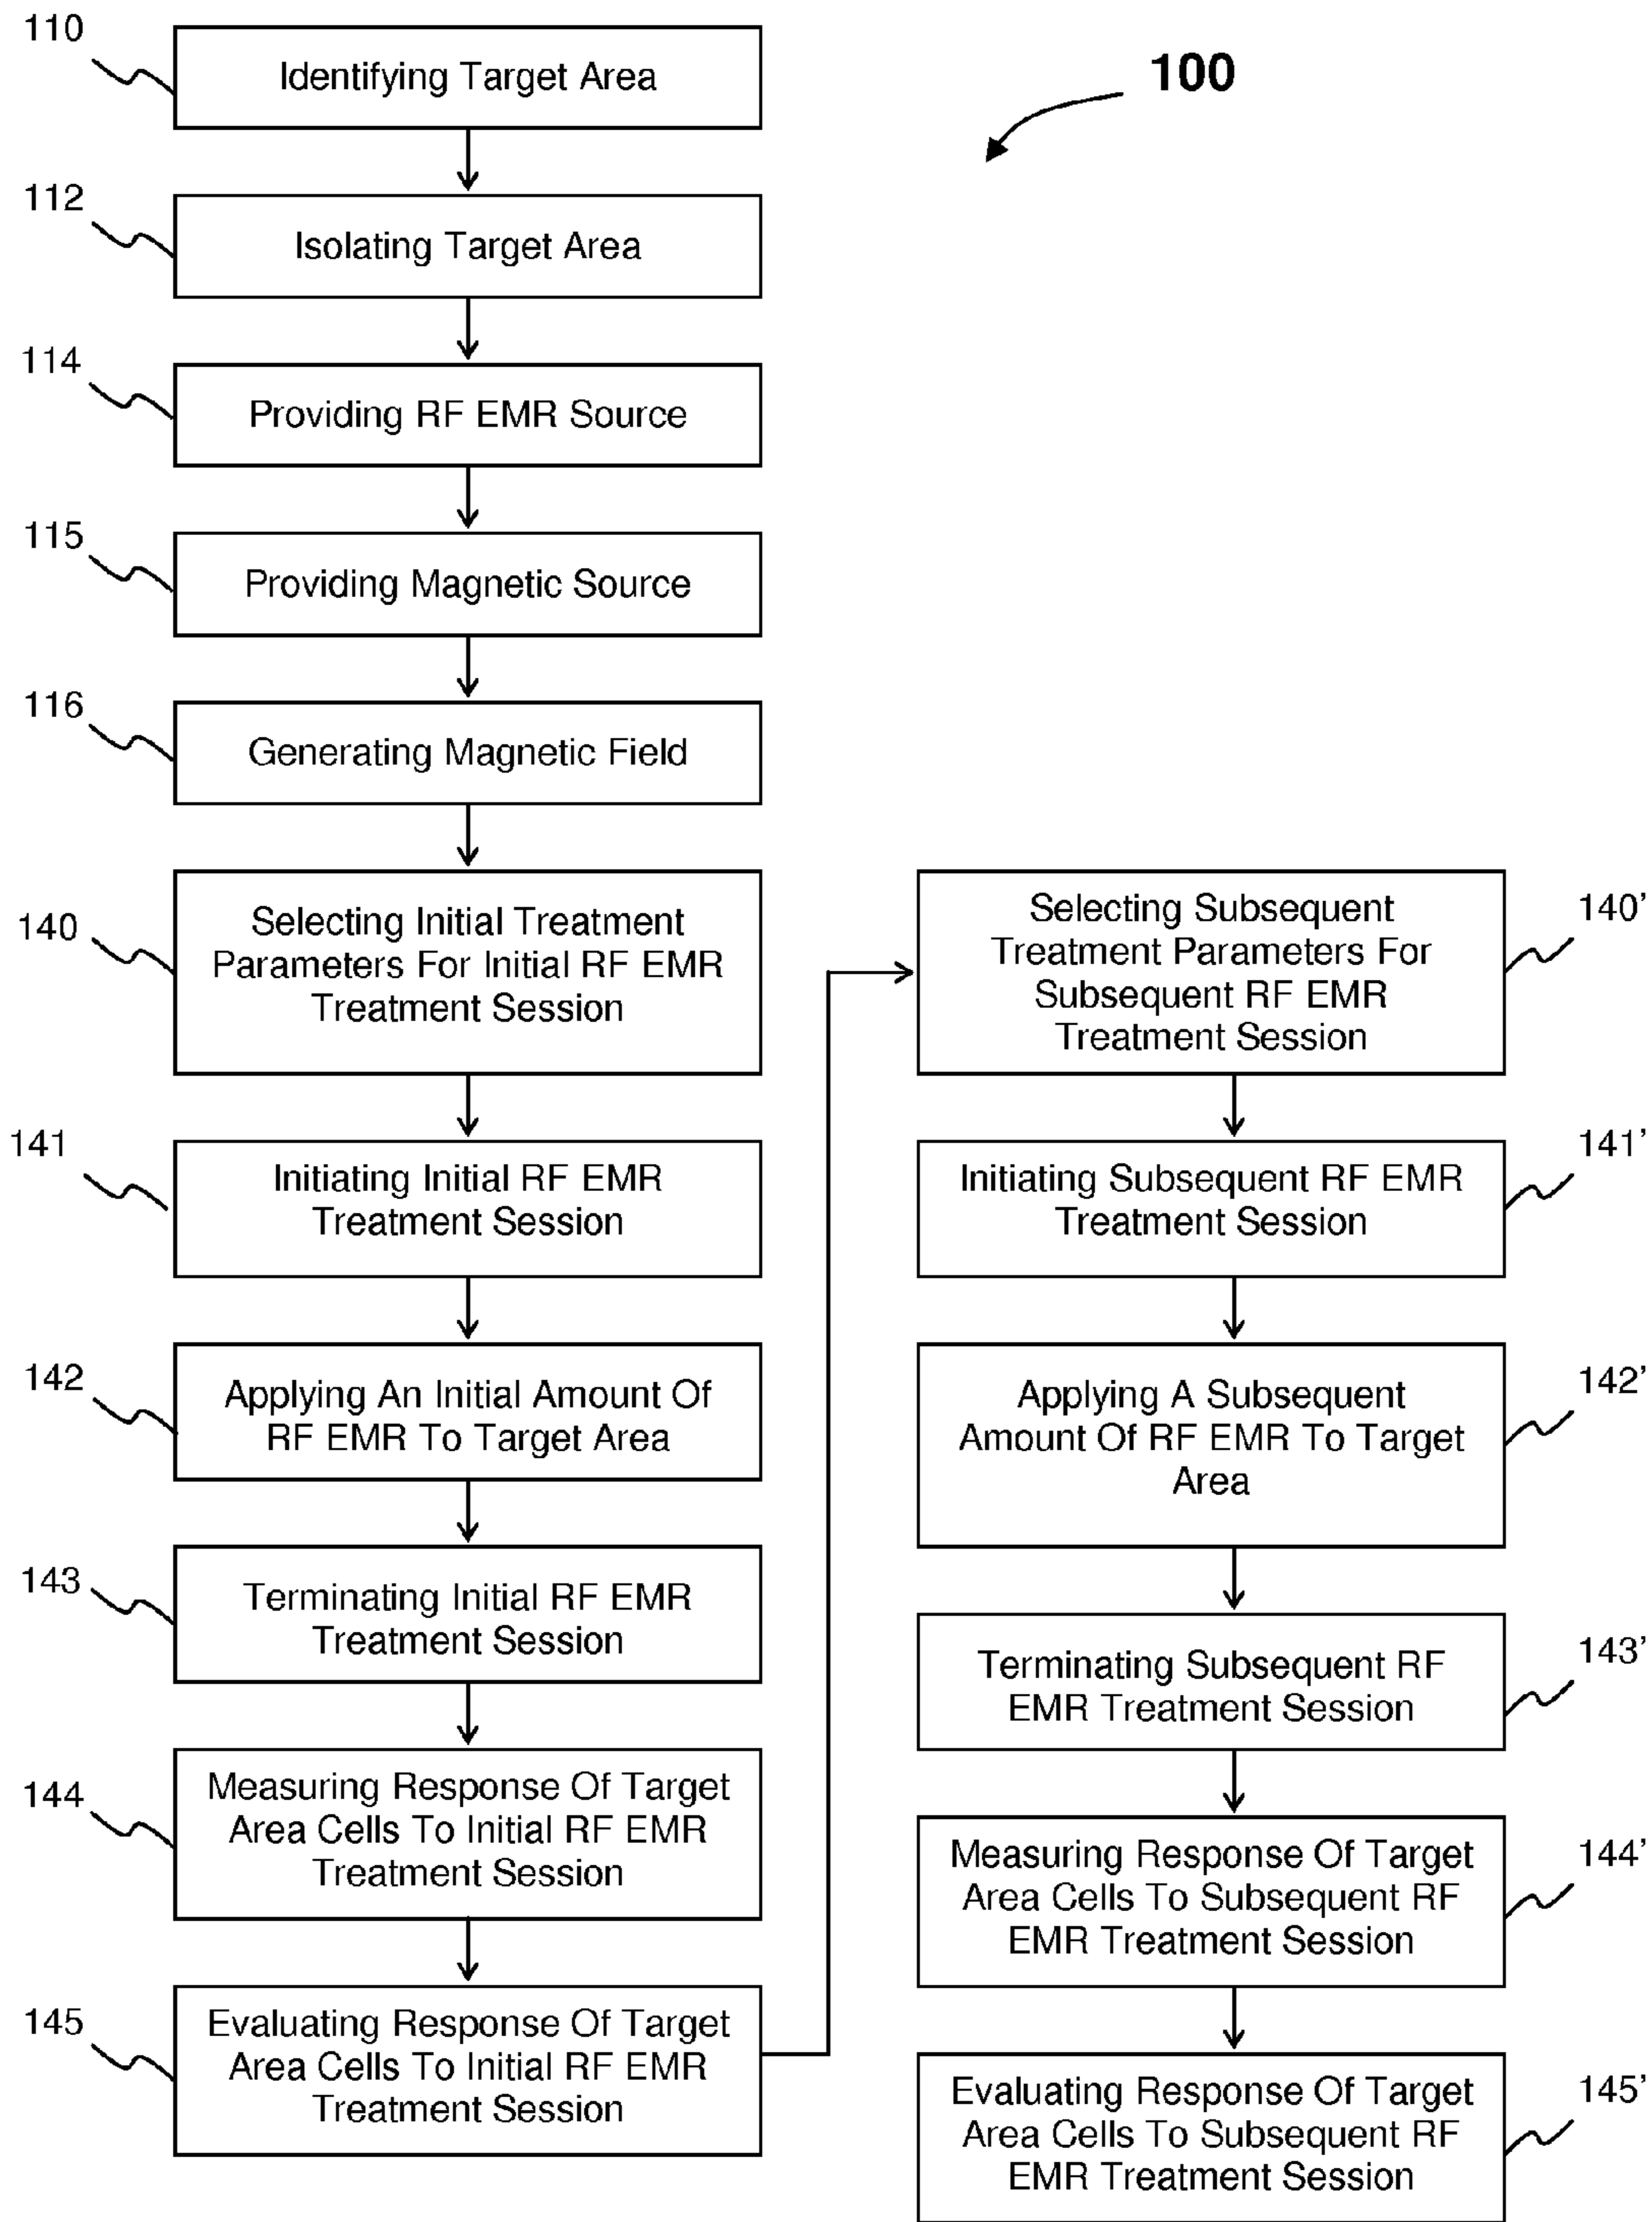 110
Identifying Target Area
100
112
Isolating Target Area
114
Providing RF EMR Source
115
Providing Magnetic Source
116
Generating Magnetic Field
140
Selecting Initial Treatment
Parameters For Initial RF EMR
Treatment Session
141
Initiating Initial RF EMR
Treatment Session
142
Applying An Initial Amount Of
RF EMR To Target Area
143
Terminating Initial RF EMR
Treatment Session
144
Measuring Response Of Target
Area Cells To Initial RF EMR
Treatment Session
145
Evaluating Response Of Target
Area Cells To Initial RF EMR
Treatment Session
Selecting Subsequent
Treatment Parameters For
Subsequent RF EMR
Treatment Session
140'
Initiating Subsequent RF EMR
Treatment Session
141'
Applying A Subsequent
Amount Of RF EMR To Target
Area
142'
Terminating Subsequent RF
EMR Treatment Session
143'
Measuring Response Of Target
Area Cells To Subsequent RF
EMR Treatment Session
144'
Evaluating Response Of Target
Area Cells To Subsequent RF
EMR Treatment Session
145'